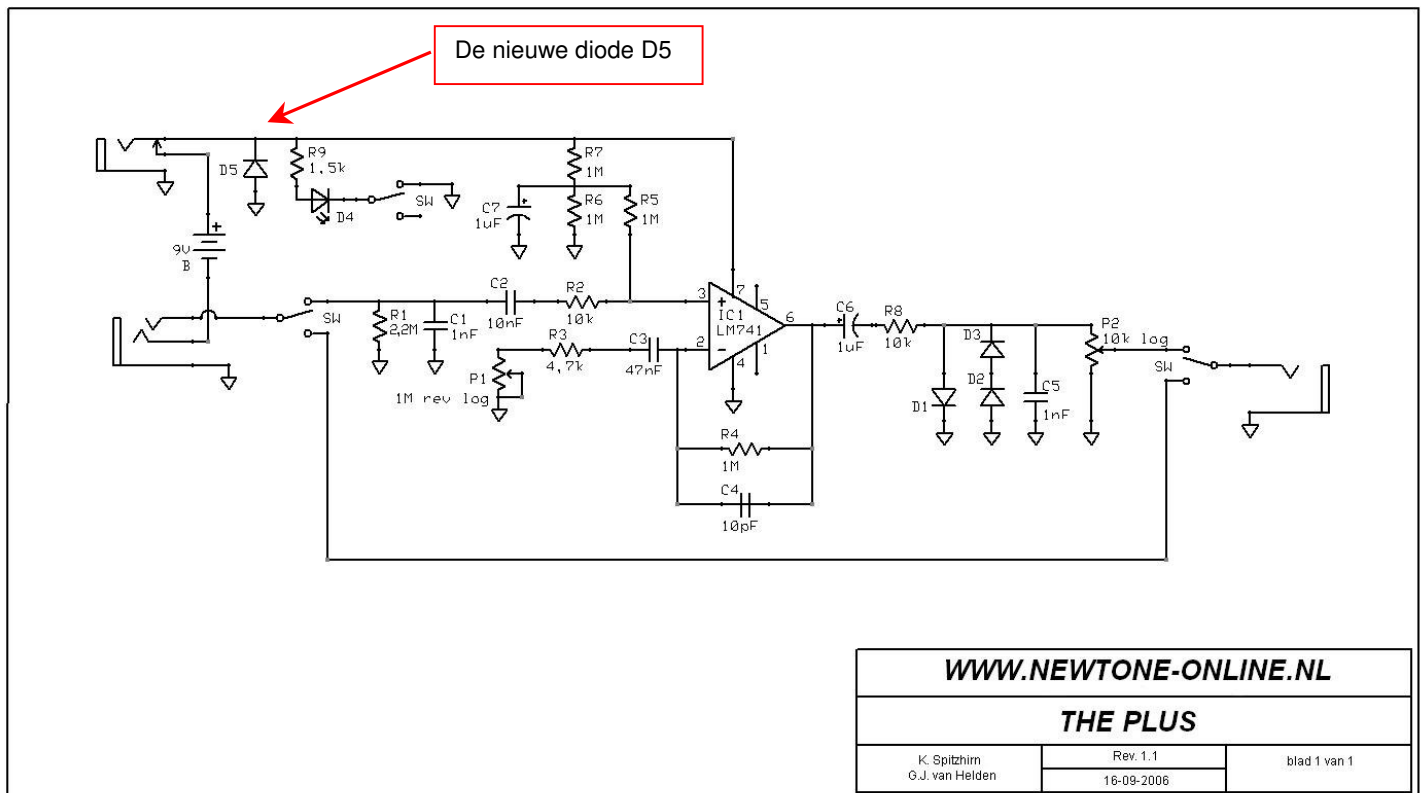 De nieuwe diode D5
D5
R9
1,5k
D4
SW
R7
1M
C7
1uF
+
R6
1M
R5
1M
+
9V
B
SW
R1
2,2M
C1
1nF
C2
10nF
R2
10k
R3
4,7k
C3
47nF
P1
1M rev log
3
+
7
5
IC1
LM741
6
2
-
4
1
R4
1M
C4
10pF
C6
+
1uF
R8
10k
D3
D2
D1
C5
1nF
P2
10k log
SW
WWW.NEWTONE-ONLINE.NL
THE PLUS
K. Spitzhirn
G.J. van Helden
Rev. 1.1
16-09-2006
blad 1 van 1